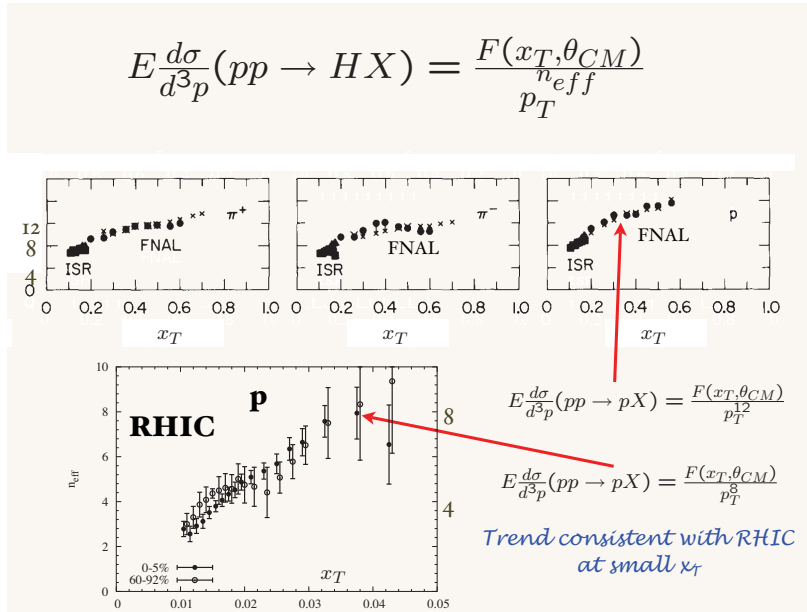 E dσ/d³p (pp → HX) = F(x_T,θ_CM)/p_T^{n_eff}
π⁺
π⁻
p
12
8
4
0
FNAL
FNAL
FNAL
ISR
ISR
ISR
0 0.2 0.4 0.6 0.8 1.0
0 0.2 0.4 0.6 0.8 1.0
0 0.2 0.4 0.6 0.8 1.0
x_T
x_T
x_T
10
8
6
4
2
0
n_eff
RHIC
p
8
4
0-5%
60-92%
x_T
0 0.01 0.02 0.03 0.04 0.05
E dσ/d³p (pp → pX) = F(x_T,θ_CM)/p_T^{12}
E dσ/d³p (pp → pX) = F(x_T,θ_CM)/p_T^8
Trend consistent with RHIC
at small x_T